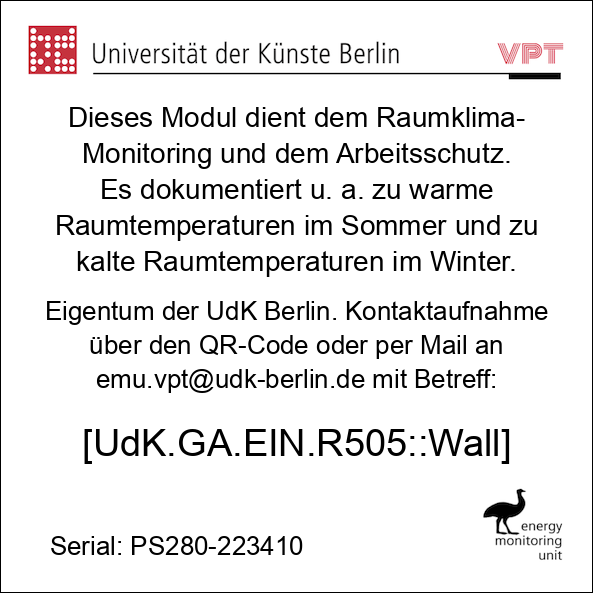 Universität der Künste Berlin
VPT
Dieses Modul dient dem Raumklima-
Monitoring und dem Arbeitsschutz.
Es dokumentiert u. a. zu warme
Raumtemperaturen im Sommer und zu
kalte Raumtemperaturen im Winter.
Eigentum der UdK Berlin. Kontaktaufnahme
über den QR-Code oder per Mail an
emu.vpt@udk-berlin.de mit Betreff:
[UdK.GA.EIN.R505::Wall]
energy
monitoring
unit
Serial: PS280-223410